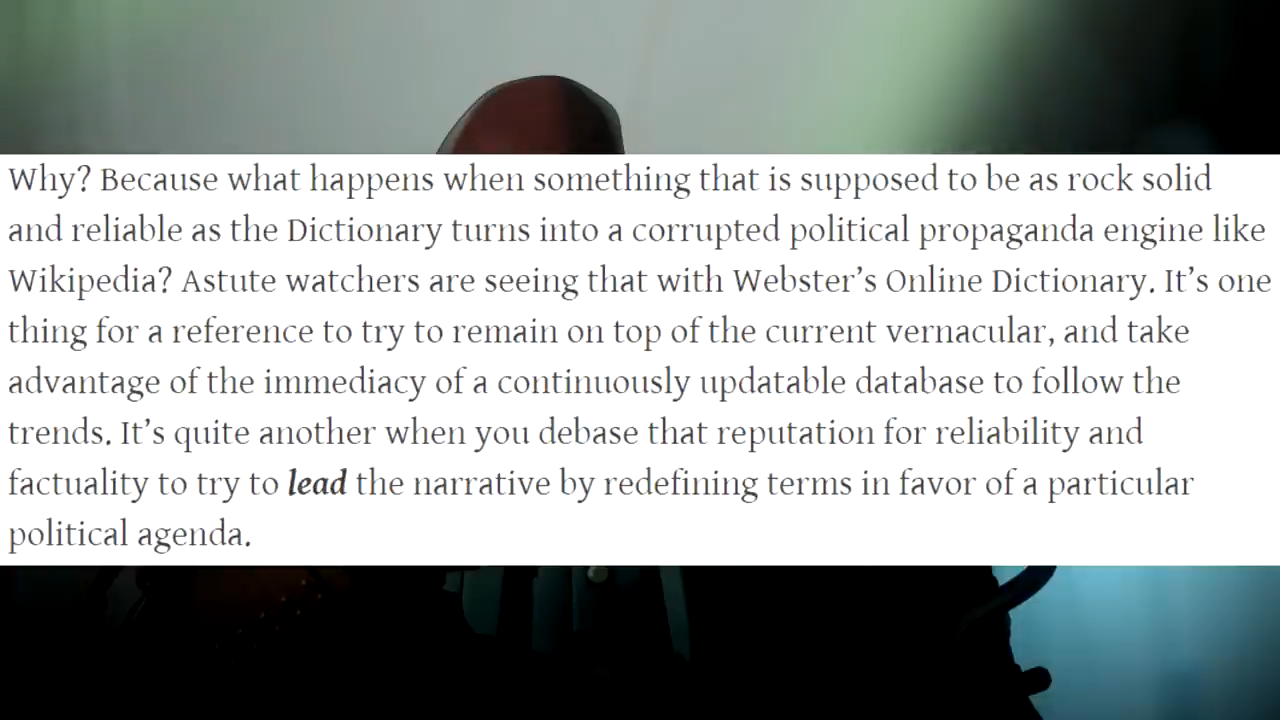 Why? Because what happens when something that is supposed to be as rock solid
and reliable as the Dictionary turns into a corrupted political propaganda engine like
Wikipedia? Astute watchers are seeing that with Webster’s Online Dictionary. It’s one
thing for a reference to try to remain on top of the current vernacular, and take
advantage of the immediacy of a continuously updatable database to follow the
trends. It’s quite another when you debase that reputation for reliability and
factuality to try to lead the narrative by redefining terms in favor of a particular
political agenda.